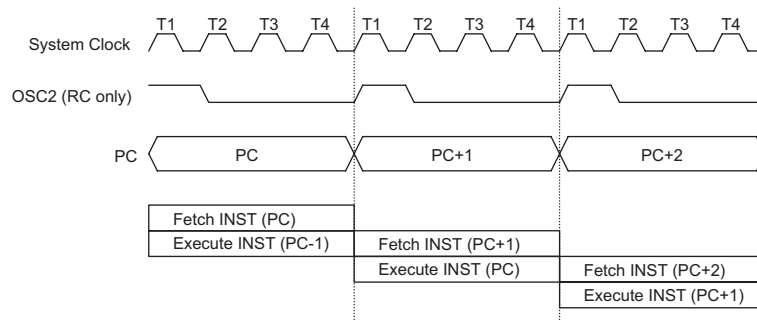 T1 T2 T3 T4 T1 T2 T3 T4 T1 T2 T3 T4
System Clock
OSC2 (RC only)
PC PC PC+1 PC+2
Fetch INST (PC)
Execute INST (PC-1) Fetch INST (PC+1)
Execute INST (PC) Fetch INST (PC+2)
Execute INST (PC+1)